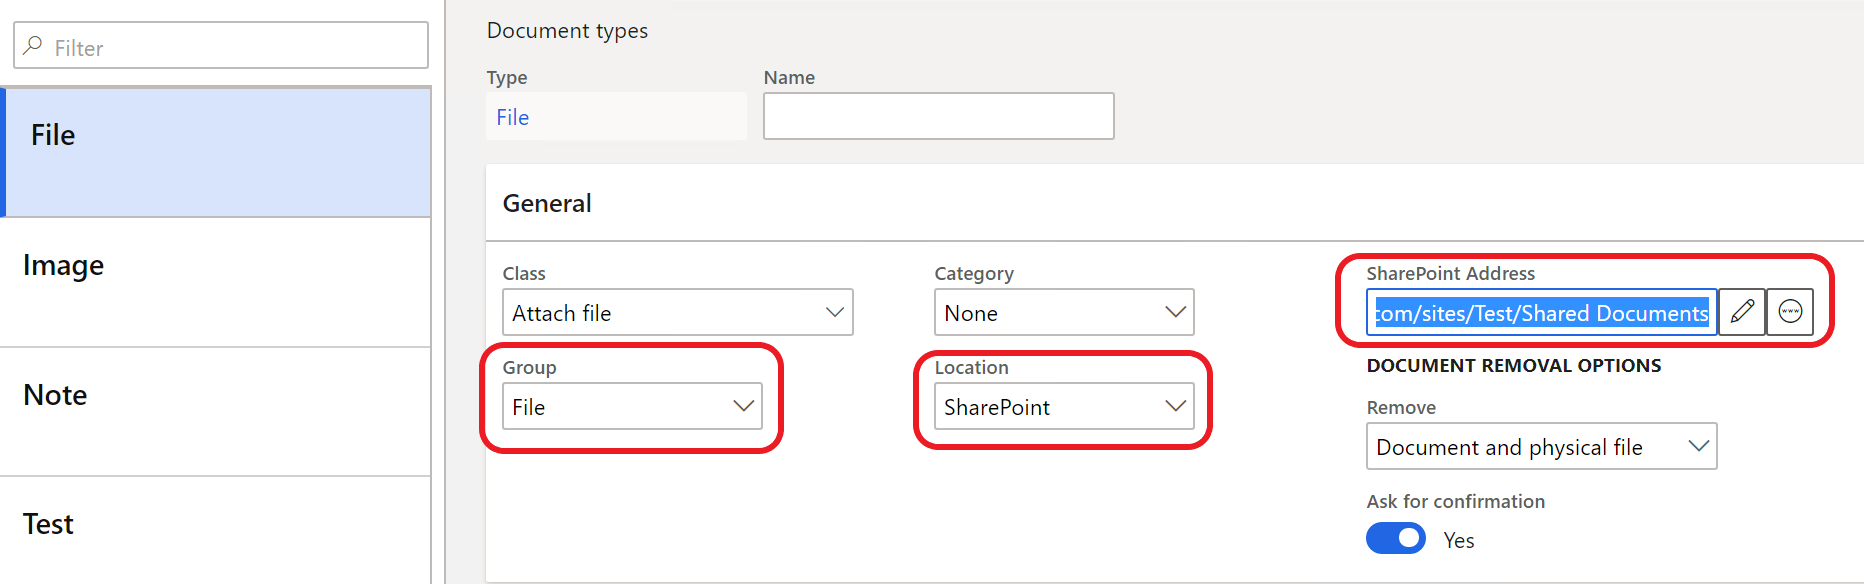 Filter
File
Image
Note
Test
Document types
Type
Name
File
General
Class
Attach file
Category
None
SharePoint Address
com/sites/Test/Shared Documents
Group
File
Location
SharePoint
DOCUMENT REMOVAL OPTIONS
Remove
Document and physical file
Ask for confirmation
Yes